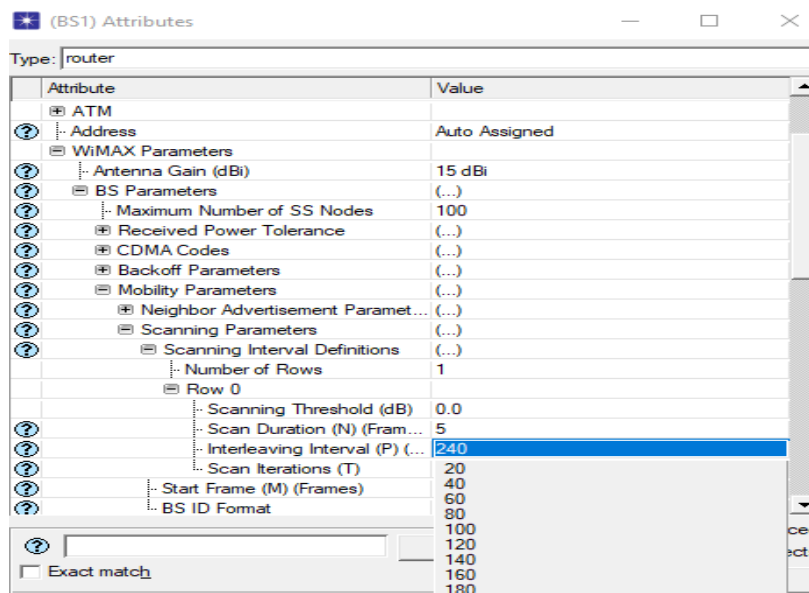 (BS1) Attributes
Type: router
Attribute Value
ATM
Address Auto Assigned
WiMAX Parameters
Antenna Gain (dBi) 15 dBi
BS Parameters (...)
Maximum Number of SS Nodes 100
Received Power Tolerance (...)
CDMA Codes (...)
Backoff Parameters (...)
Mobility Parameters (...)
Neighbor Advertisement Paramet... (...)
Scanning Parameters (...)
Scanning Interval Definitions (...)
Number of Rows 1
Row 0
Scanning Threshold (dB) 0.0
Scan Duration (N) (Fram... 5
Interleaving Interval (P) (... 240
Scan Iterations (T) 20
Start Frame (M) (Frames) 40
60
BS ID Format 80
100
120
140
160
180
Exact match